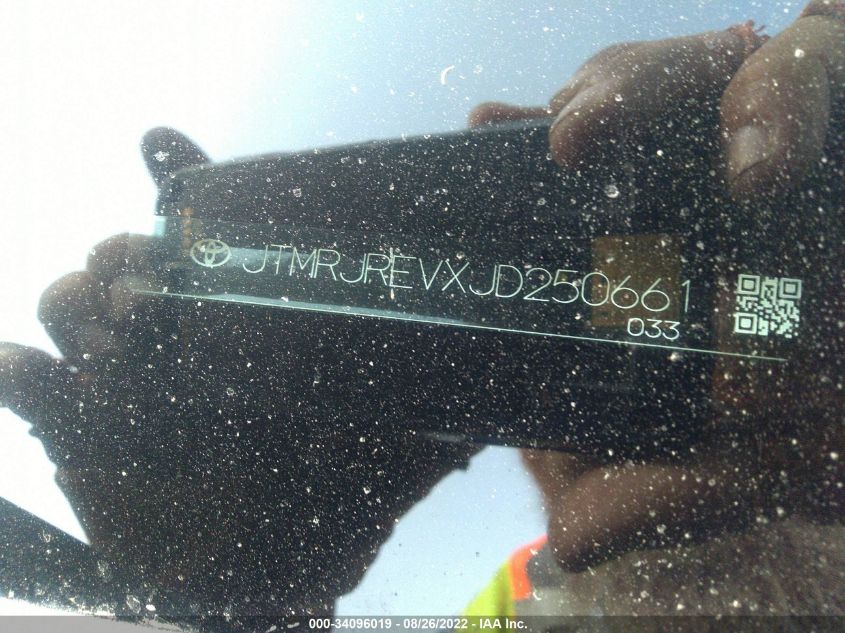 JTMRJREVXJD250661
033
000-34096019 - 08/26/2022 - IAA Inc.